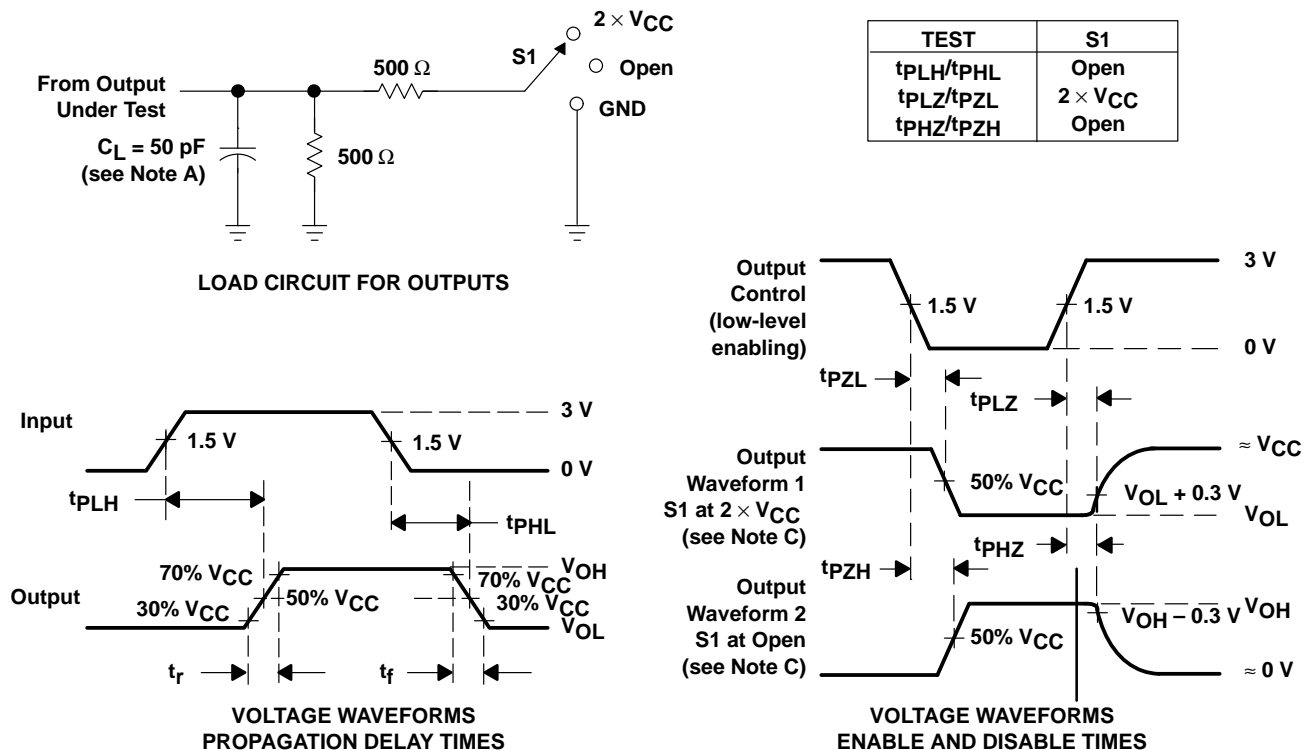 2 × VCC
S1
Open
GND
500 Ω
From Output
Under Test
CL = 50 pF
(see Note A)
500 Ω
LOAD CIRCUIT FOR OUTPUTS
TEST S1
tPLH/tPHL Open
tPLZ/tPZL 2 × VCC
tPHZ/tPZH Open
Input
3 V
1.5 V
1.5 V
0 V
tPLH
tPHL
Output
VOH
70% VCC
70% VCC
50% VCC
30% VCC
30% VCC
VOL
tr
tf
VOLTAGE WAVEFORMS
PROPAGATION DELAY TIMES
Output
Control
(low-level
enabling)
3 V
1.5 V
1.5 V
0 V
tPZL
tPLZ
Output
Waveform 1
S1 at 2 × VCC
(see Note C)
≈ VCC
50% VCC
VOL + 0.3 V
VOL
tPHZ
tPZH
Output
Waveform 2
S1 at Open
(see Note C)
VOH
VOH – 0.3 V
50% VCC
≈ 0 V
VOLTAGE WAVEFORMS
ENABLE AND DISABLE TIMES